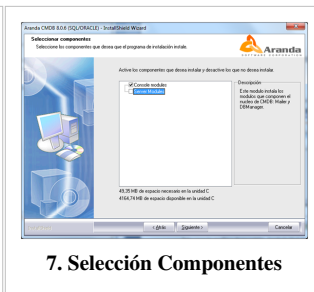 Aranda CMDB 8.0.6 (SQL/ORACLE) - InstallShield Wizard
Seleccionar componentes
Seleccione los componentes que desea que el programa de instalación instale.
Aranda
SOFTWARE CORPORATION
Active los componentes que desea instalar y desactive los que no desea instalar.
Console modules
Server Modules
Descripción
Este modulo instala los
modulos que componen el
nucleo de CMDB: Mailer y
DBManager.
49,35 MB de espacio necesario en la unidad C
4164,74 MB de espacio disponible en la unidad C
InstallShield
< Atrás
Siguiente >
Cancelar
7. Selección Componentes